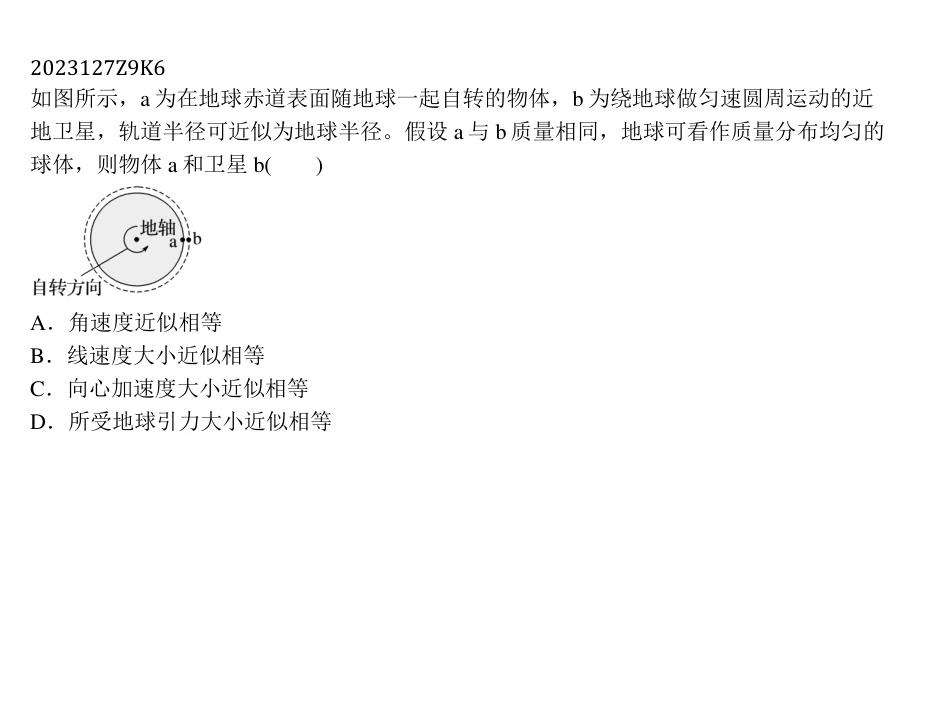 2023127Z9K6
如图所示，a 为在地球赤道表面随地球一起自转的物体，b 为绕地球做匀速圆周运动的近
地卫星，轨道半径可近似为地球半径。假设 a 与 b 质量相同，地球可看作质量分布均匀的
球体，则物体 a 和卫星 b(　　)
地轴
a b
自转方向
A．角速度近似相等
B．线速度大小近似相等
C．向心加速度大小近似相等
D．所受地球引力大小近似相等